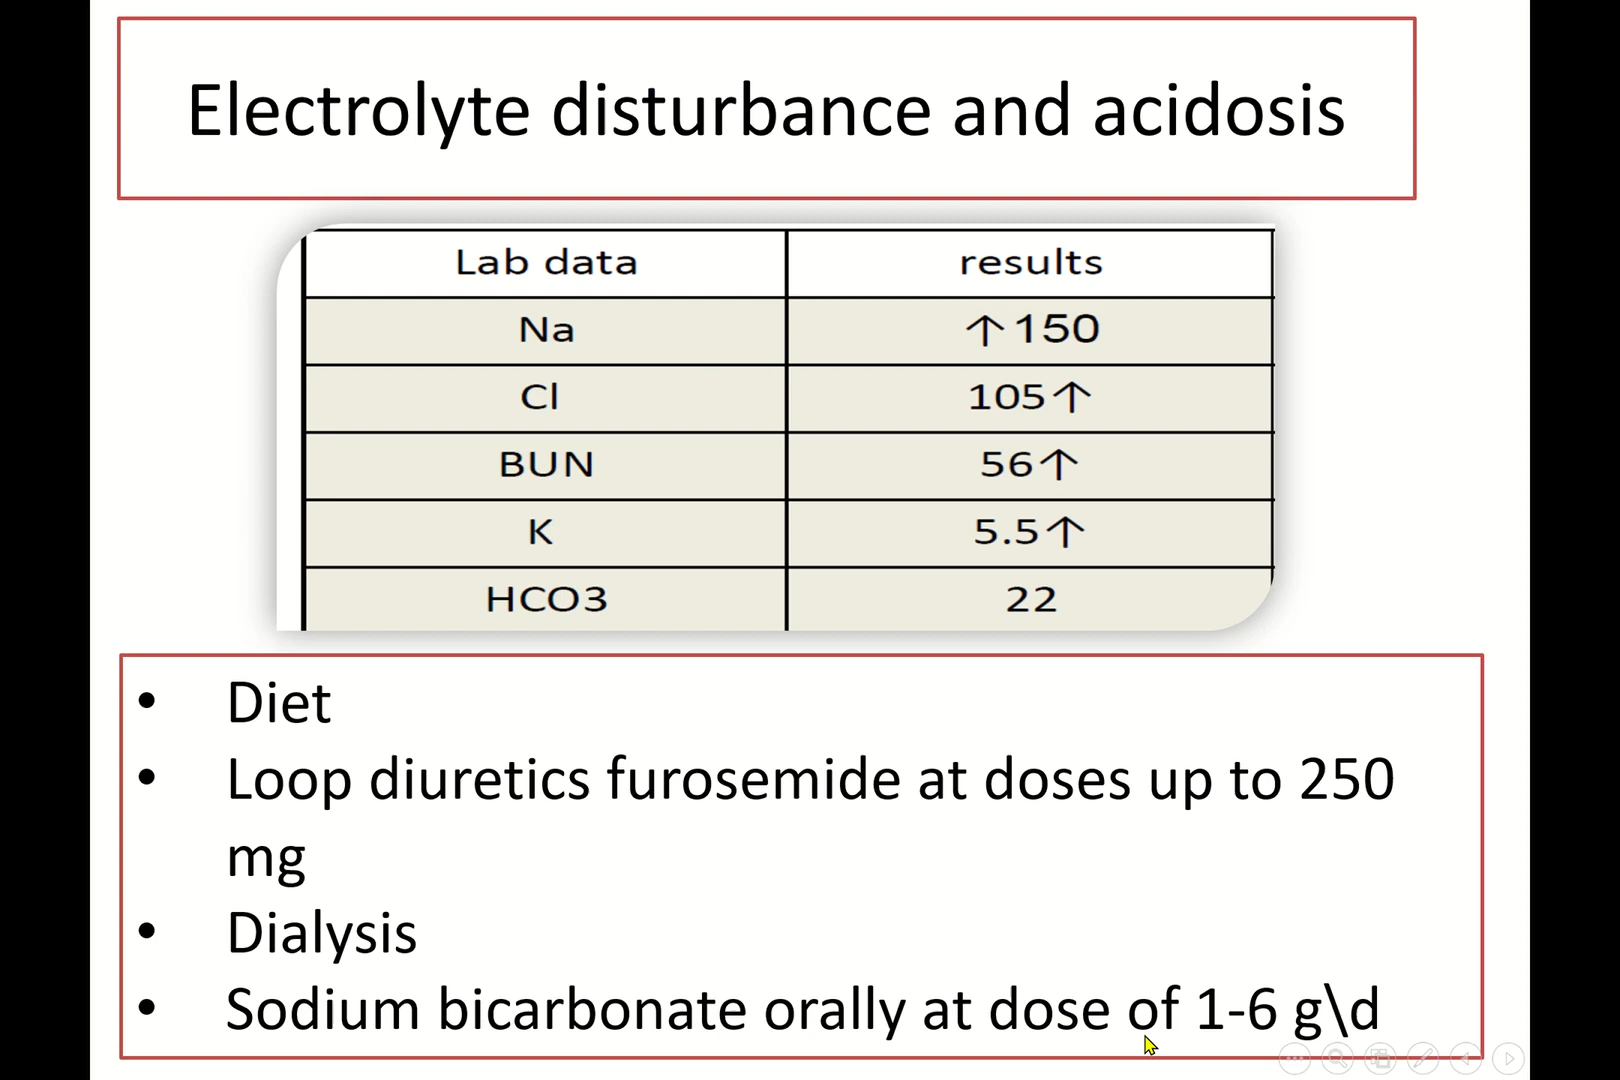 Electrolyte disturbance and acidosis
Lab data results
Na ↑150
Cl 105↑
BUN 56↑
K 5.5↑
HCO3 22
• Diet
• Loop diuretics furosemide at doses up to 250
mg
• Dialysis
• Sodium bicarbonate orally at dose of 1-6 g\d